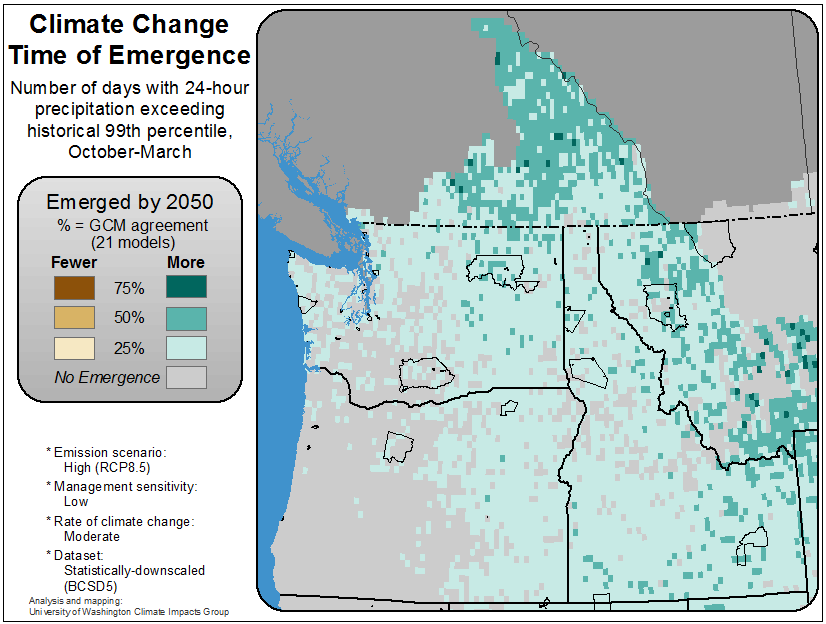 Climate Change
Time of Emergence
Number of days with 24-hour
precipitation exceeding
historical 99th percentile,
October-March
Emerged by 2050
% = GCM agreement
(21 models)
Fewer More
75%
50%
25%
No Emergence
* Emission scenario:
High (RCP8.5)
* Management sensitivity:
Low
* Rate of climate change:
Moderate
* Dataset:
Statistically-downscaled
(BCSD5)
Analysis and mapping:
University of Washington Climate Impacts Group